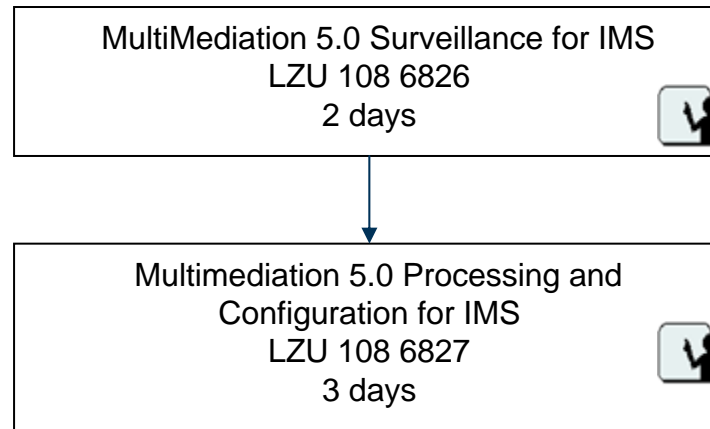 MultiMediation 5.0 Surveillance for IMS
LZU 108 6826
2 days
Multimediation 5.0 Processing and
Configuration for IMS
LZU 108 6827
3 days